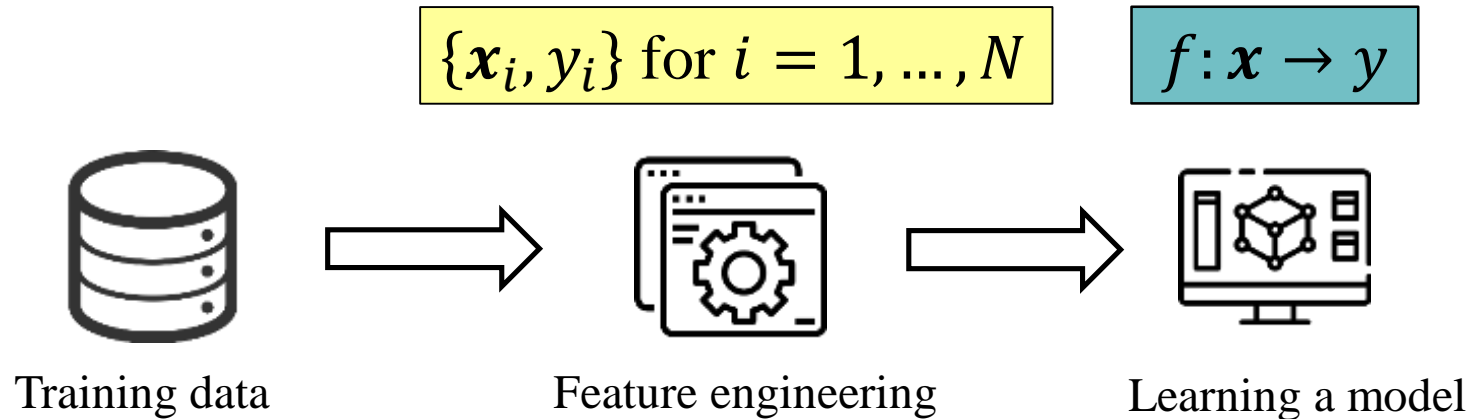 {𝒙ᵢ, 𝑦ᵢ} for 𝑖 = 1, … , 𝑁
𝑓: 𝒙 → 𝑦
Training data
Feature engineering
Learning a model